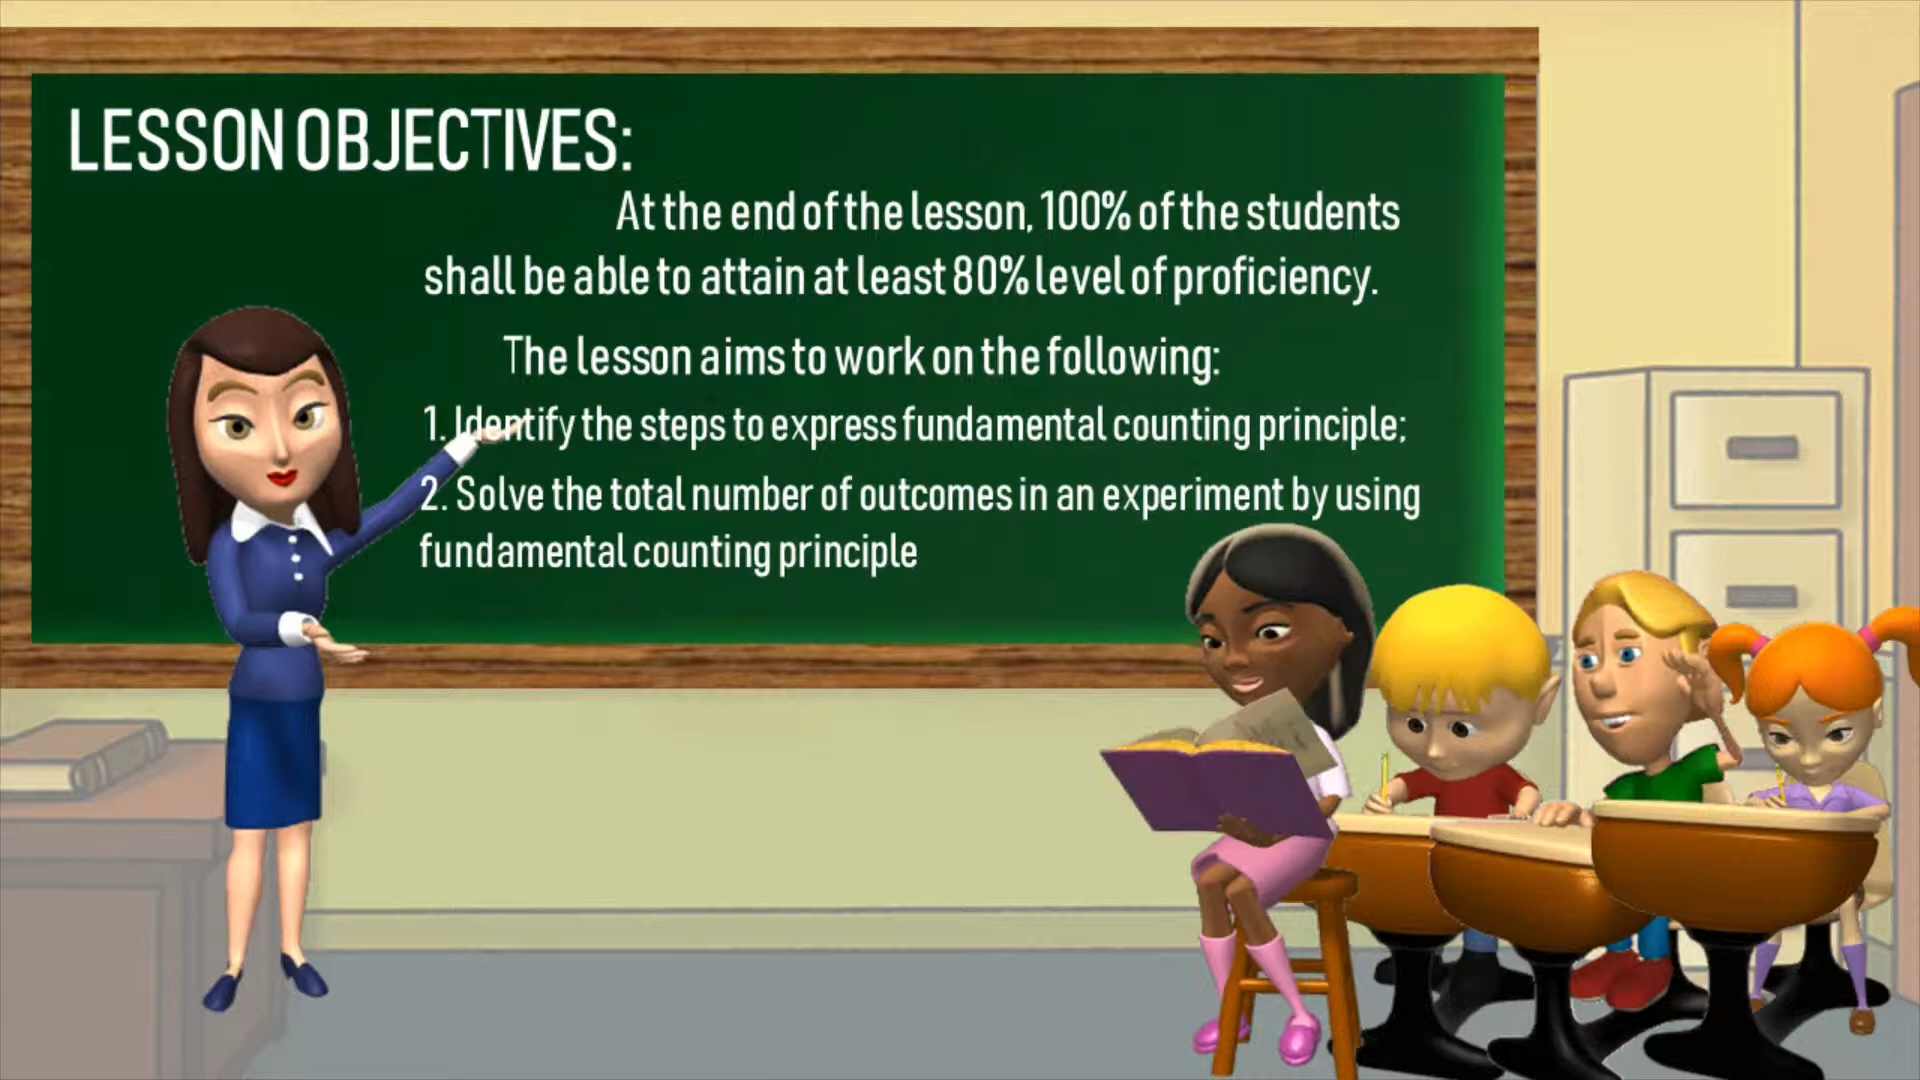 LESSON OBJECTIVES:
At the end of the lesson, 100% of the students
shall be able to attain at least 80% level of proficiency.
The lesson aims to work on the following:
1. Identify the steps to express fundamental counting principle;
2. Solve the total number of outcomes in an experiment by using
fundamental counting principle